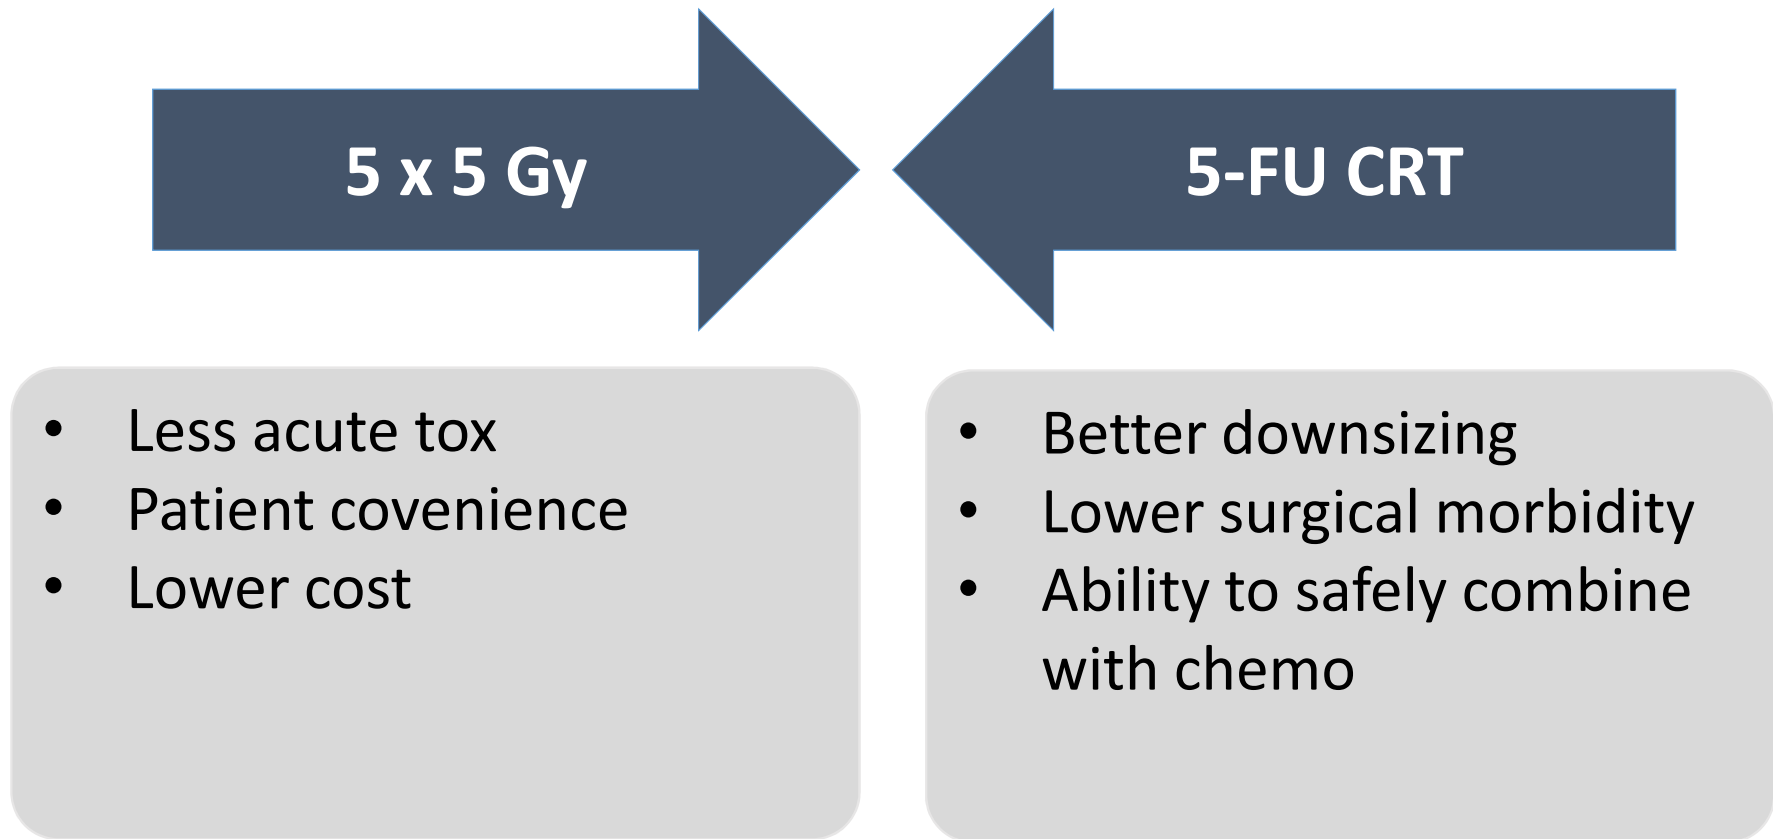 5 x 5 Gy
5-FU CRT
• Less acute tox
• Patient covenience
• Lower cost
• Better downsizing
• Lower surgical morbidity
• Ability to safely combine
with chemo